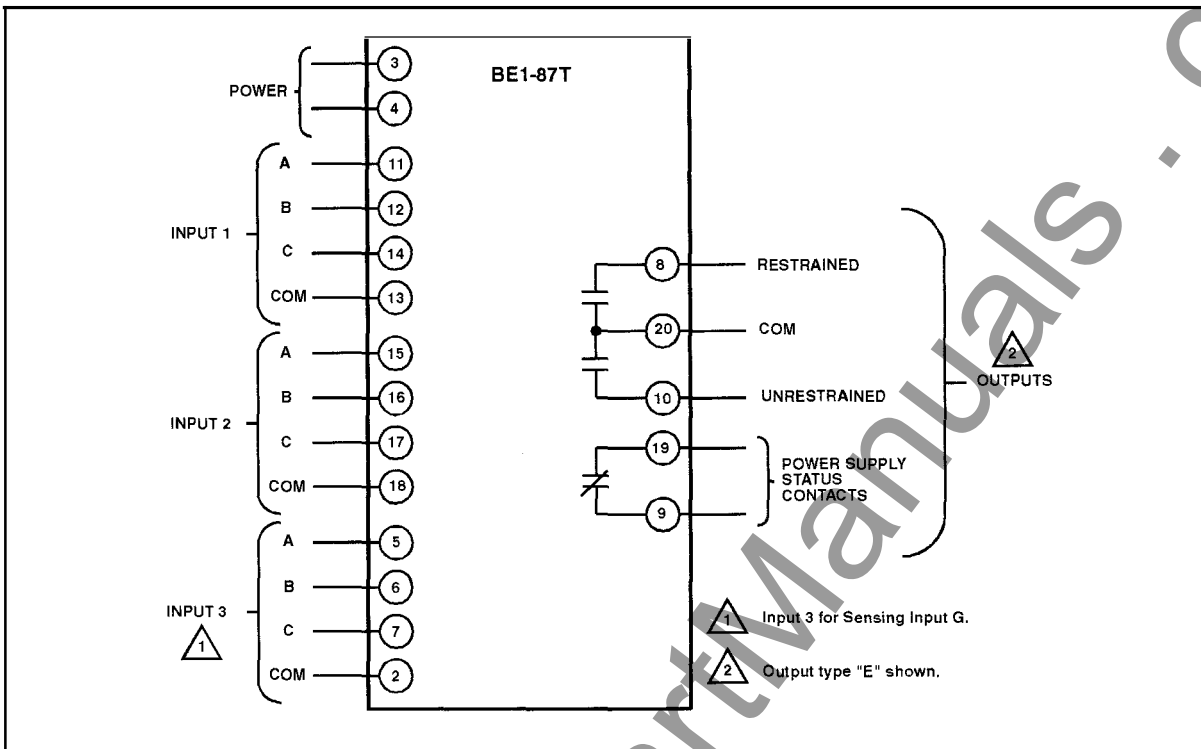 BE1-87T
POWER
3
4
INPUT 1
A 11
B 12
C 14
COM 13
INPUT 2
A 15
B 16
C 17
COM 18
INPUT 3
1
A 5
B 6
C 7
COM 2
8 RESTRAINED
20 COM
10 UNRESTRAINED
19
9
POWER SUPPLY
STATUS
CONTACTS
2
OUTPUTS
1 Input 3 for Sensing Input G.
2 Output type "E" shown.
rtManuals . c